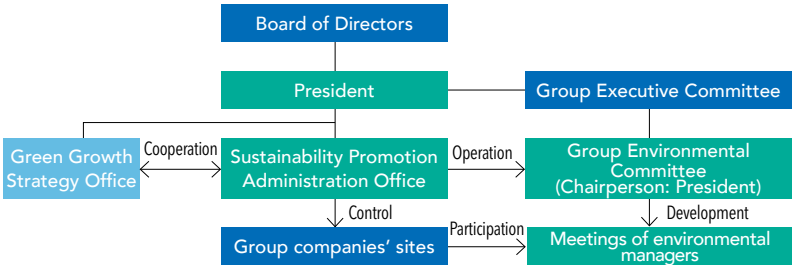 Board of Directors
President
Group Executive Committee
Green Growth
Strategy Office
Cooperation
Sustainability Promotion
Administration Office
Operation
Group Environmental
Committee
(Chairperson: President)
Control
Development
Group companies' sites
Participation
Meetings of environmental
managers